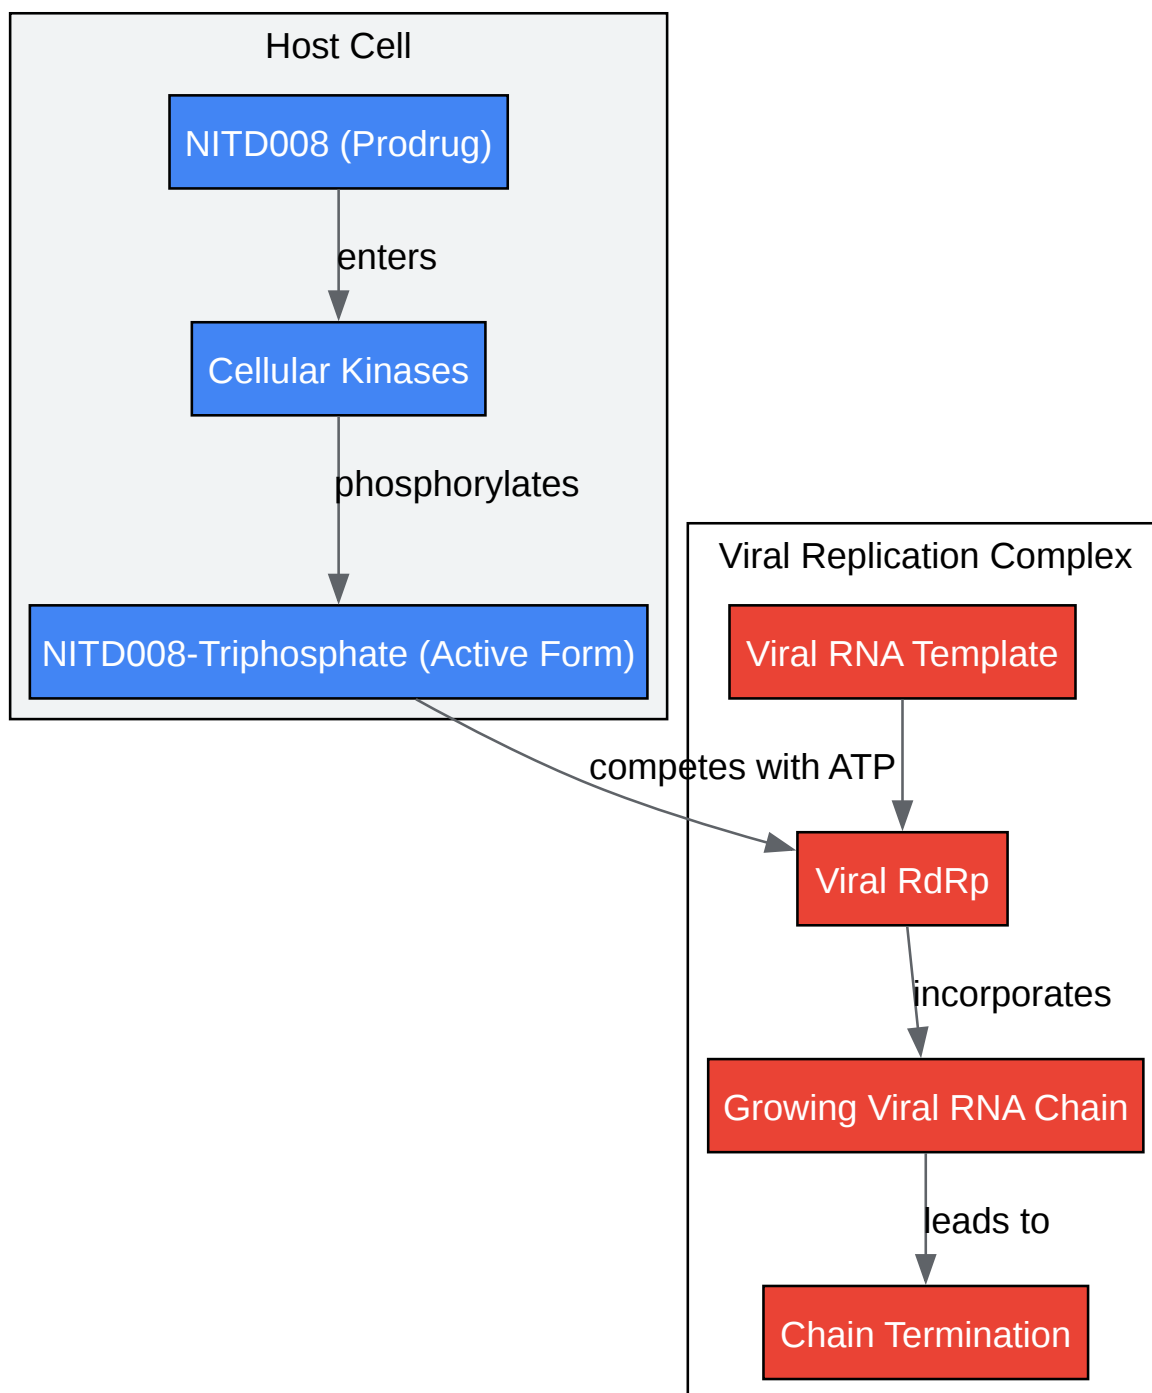 Host Cell
NITD008 (Prodrug)
enters
Cellular Kinases
phosphorylates
NITD008-Triphosphate (Active Form)
Viral Replication Complex
Viral RNA Template
competes with ATP
Viral RdRp
incorporates
Growing Viral RNA Chain
leads to
Chain Termination